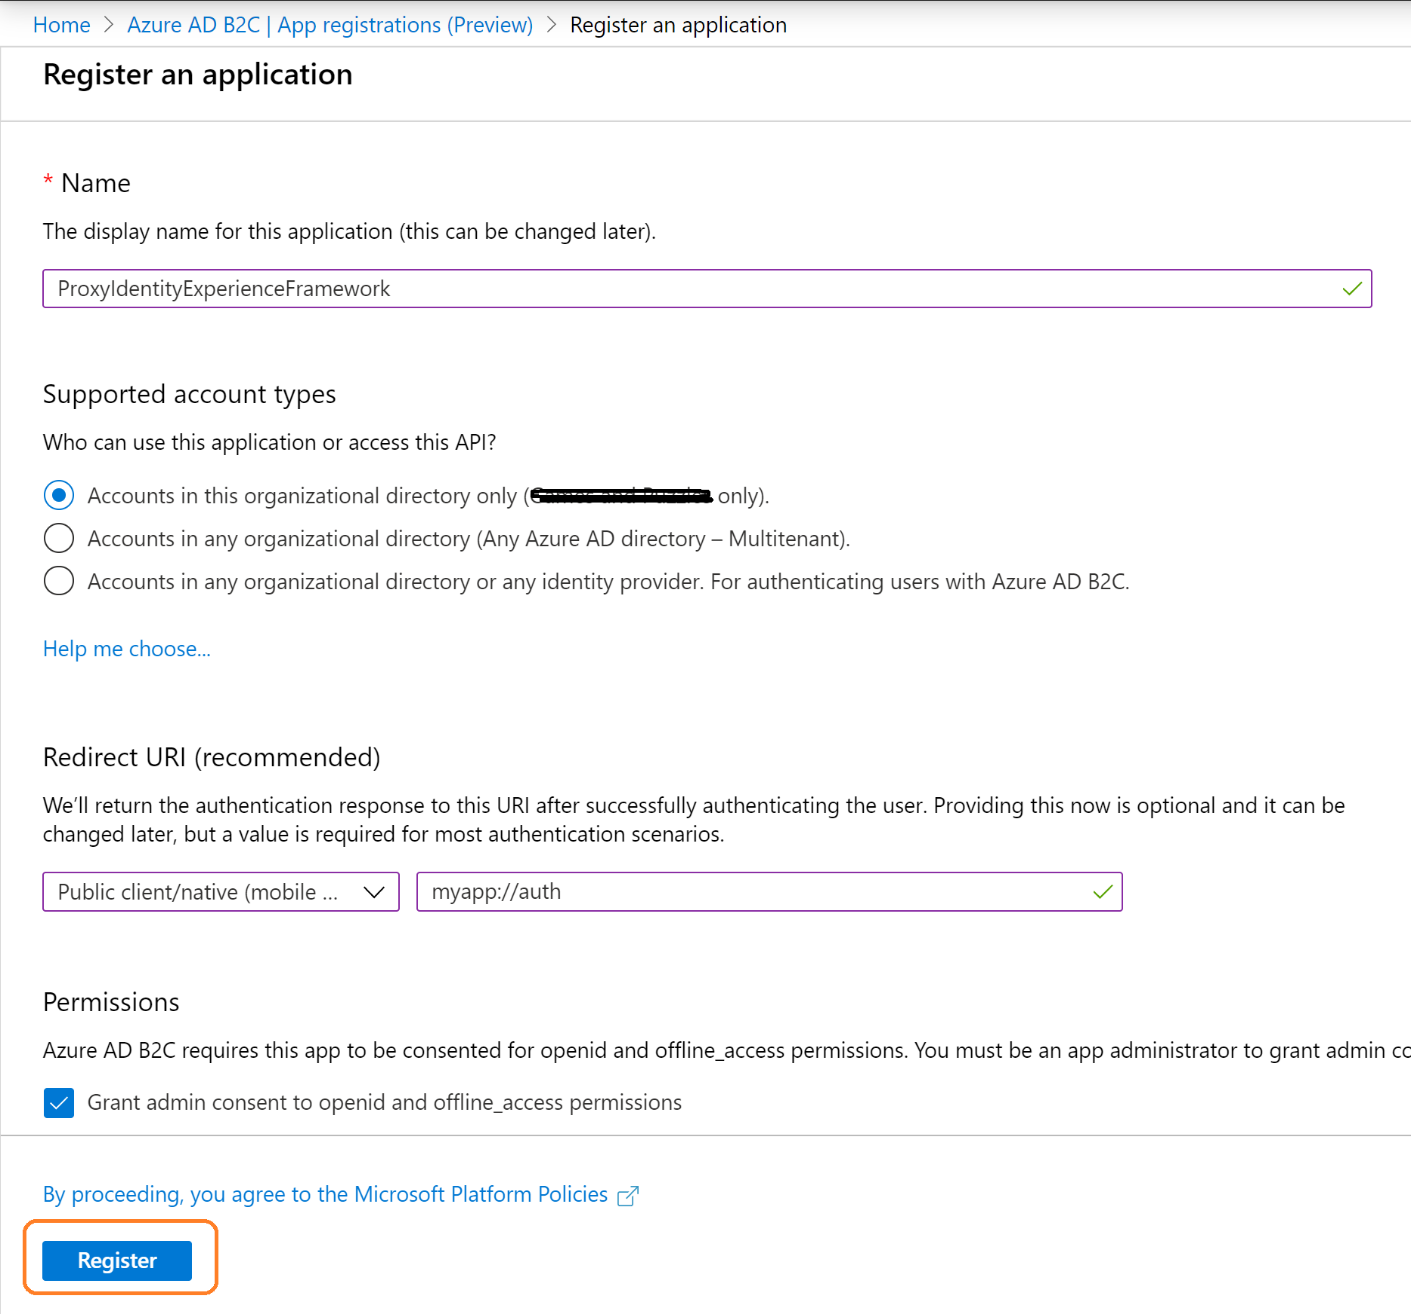 Home > Azure AD B2C | App registrations (Preview) > Register an application
Register an application
* Name
The display name for this application (this can be changed later).
ProxyIdentityExperienceFramework
Supported account types
Who can use this application or access this API?
Accounts in this organizational directory only ( only).
Accounts in any organizational directory (Any Azure AD directory – Multitenant).
Accounts in any organizational directory or any identity provider. For authenticating users with Azure AD B2C.
Help me choose...
Redirect URI (recommended)
We’ll return the authentication response to this URI after successfully authenticating the user. Providing this now is optional and it can be
changed later, but a value is required for most authentication scenarios.
Public client/native (mobile ...
myapp://auth
Permissions
Azure AD B2C requires this app to be consented for openid and offline_access permissions. You must be an app administrator to grant admin co
Grant admin consent to openid and offline_access permissions
By proceeding, you agree to the Microsoft Platform Policies
Register